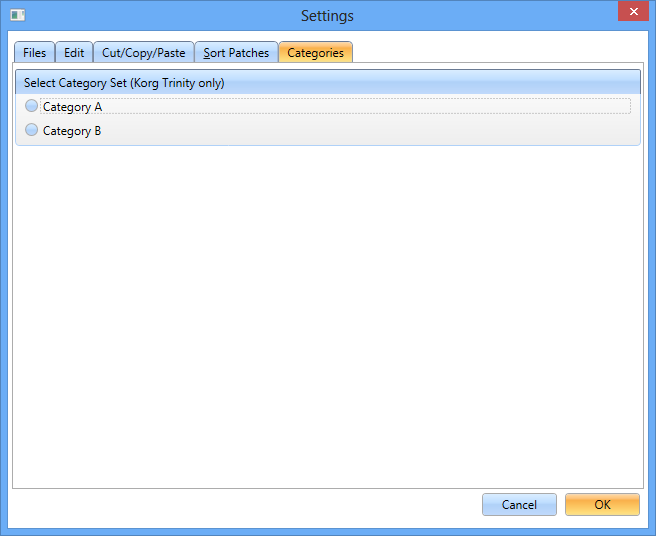 Settings
Files Edit Cut/Copy/Paste Sort Patches Categories
Select Category Set (Korg Trinity only)
Category A
Category B
Cancel OK